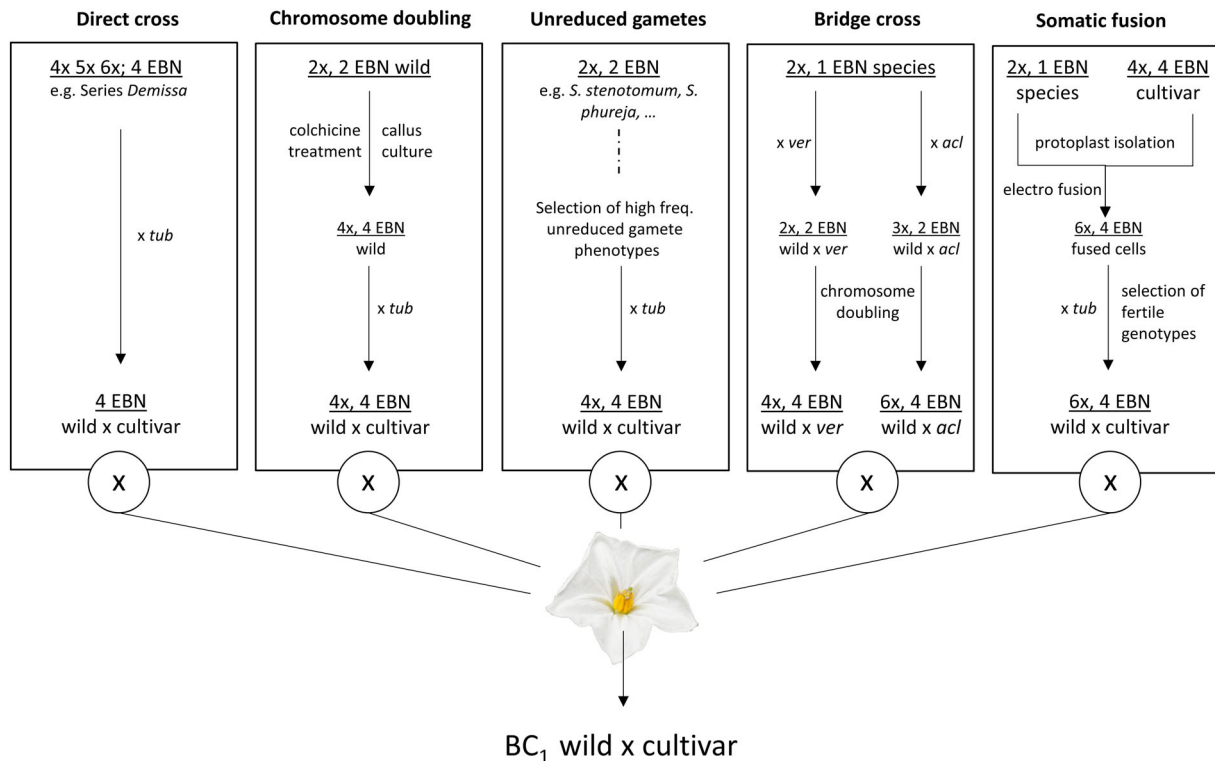 Direct cross
4x 5x 6x; 4 EBN
e.g. Series Demissa
x tub
4 EBN
wild x cultivar
X
Chromosome doubling
2x, 2 EBN wild
colchicine
treatment
callus
culture
4x, 4 EBN
wild
x tub
4x, 4 EBN
wild x cultivar
X
Unreduced gametes
2x, 2 EBN
e.g. S. stenotomum, S.
phureja, ...
Selection of high freq.
unreduced gamete
phenotypes
x tub
4x, 4 EBN
wild x cultivar
X
Bridge cross
2x, 1 EBN species
x ver
x acl
2x, 2 EBN
wild x ver
3x, 2 EBN
wild x acl
chromosome
doubling
4x, 4 EBN
wild x ver
6x, 4 EBN
wild x acl
X
Somatic fusion
2x, 1 EBN
species
4x, 4 EBN
cultivar
protoplast isolation
electro fusion
6x, 4 EBN
fused cells
x tub
selection of
fertile
genotypes
6x, 4 EBN
wild x cultivar
X
BC₁ wild x cultivar